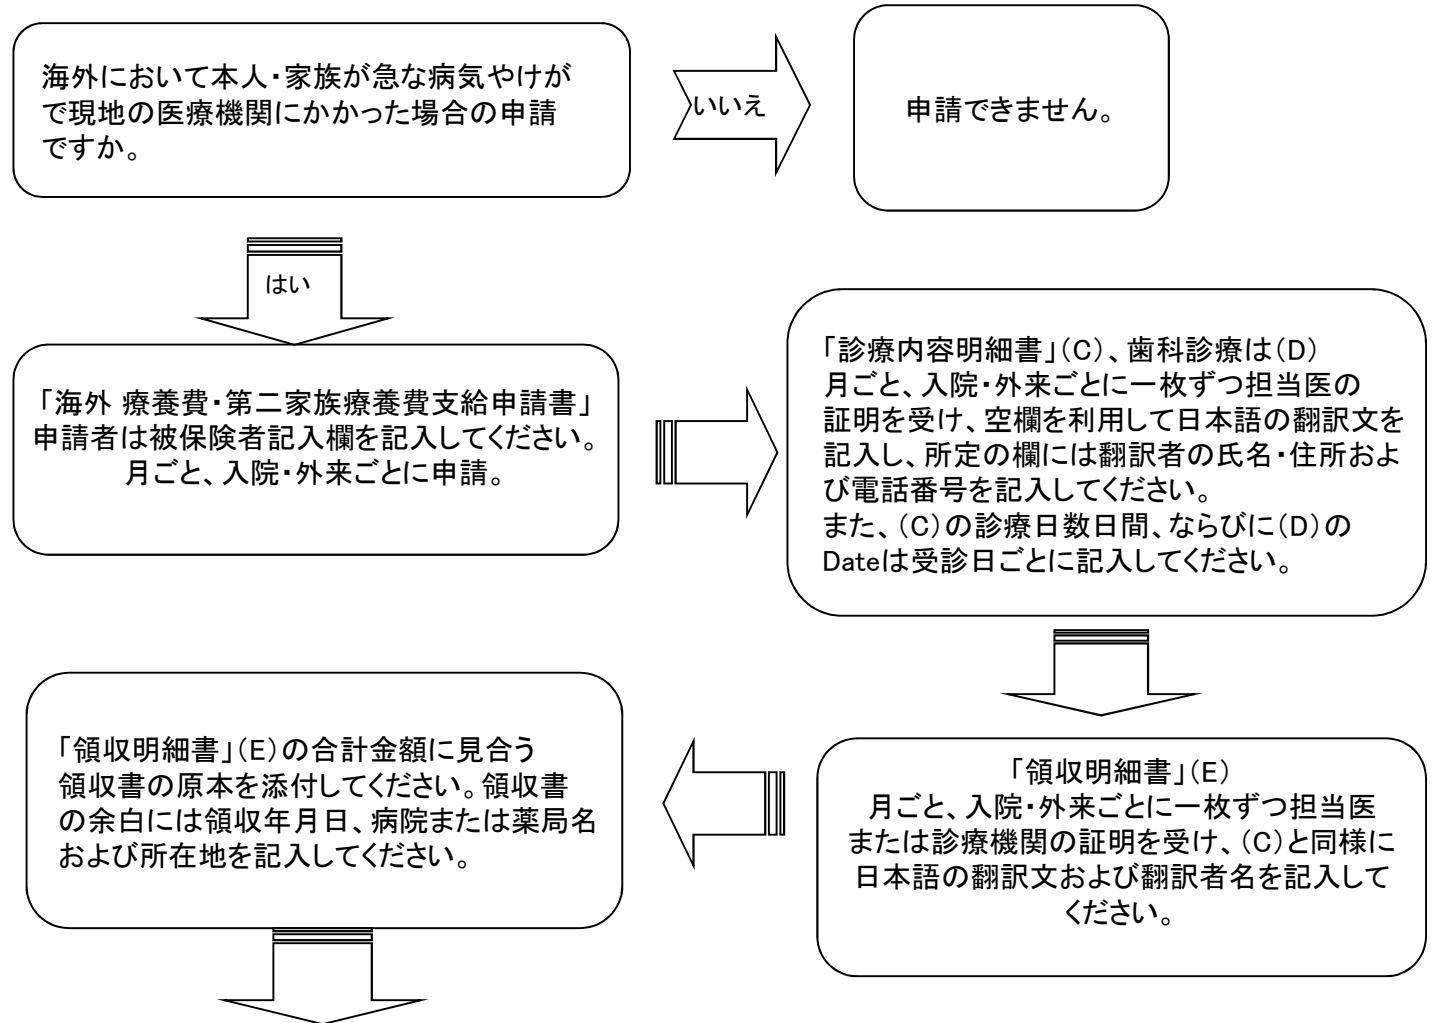 海外において本人・家族が急な病気やけが
で現地の医療機関にかかった場合の申請
ですか。
いいえ
申請できません。
はい
「海外 療養費・第二家族療養費支給申請書」
申請者は被保険者記入欄を記入してください。
月ごと、入院・外来ごとに申請。
「診療内容明細書」(C)、歯科診療は(D)
月ごと、入院・外来ごとに一枚ずつ担当医の
証明を受け、空欄を利用して日本語の翻訳文を
記入し、所定の欄には翻訳者の氏名・住所およ
び電話番号を記入してください。
また、(C)の診療日数日間、ならびに(D)の
Dateは受診日ごとに記入してください。
「領収明細書」(E)
月ごと、入院・外来ごとに一枚ずつ担当医
または診療機関の証明を受け、(C)と同様に
日本語の翻訳文および翻訳者名を記入して
ください。
「領収明細書」(E)の合計金額に見合う
領収書の原本を添付してください。領収書
の余白には領収年月日、病院または薬局名
および所在地を記入してください。